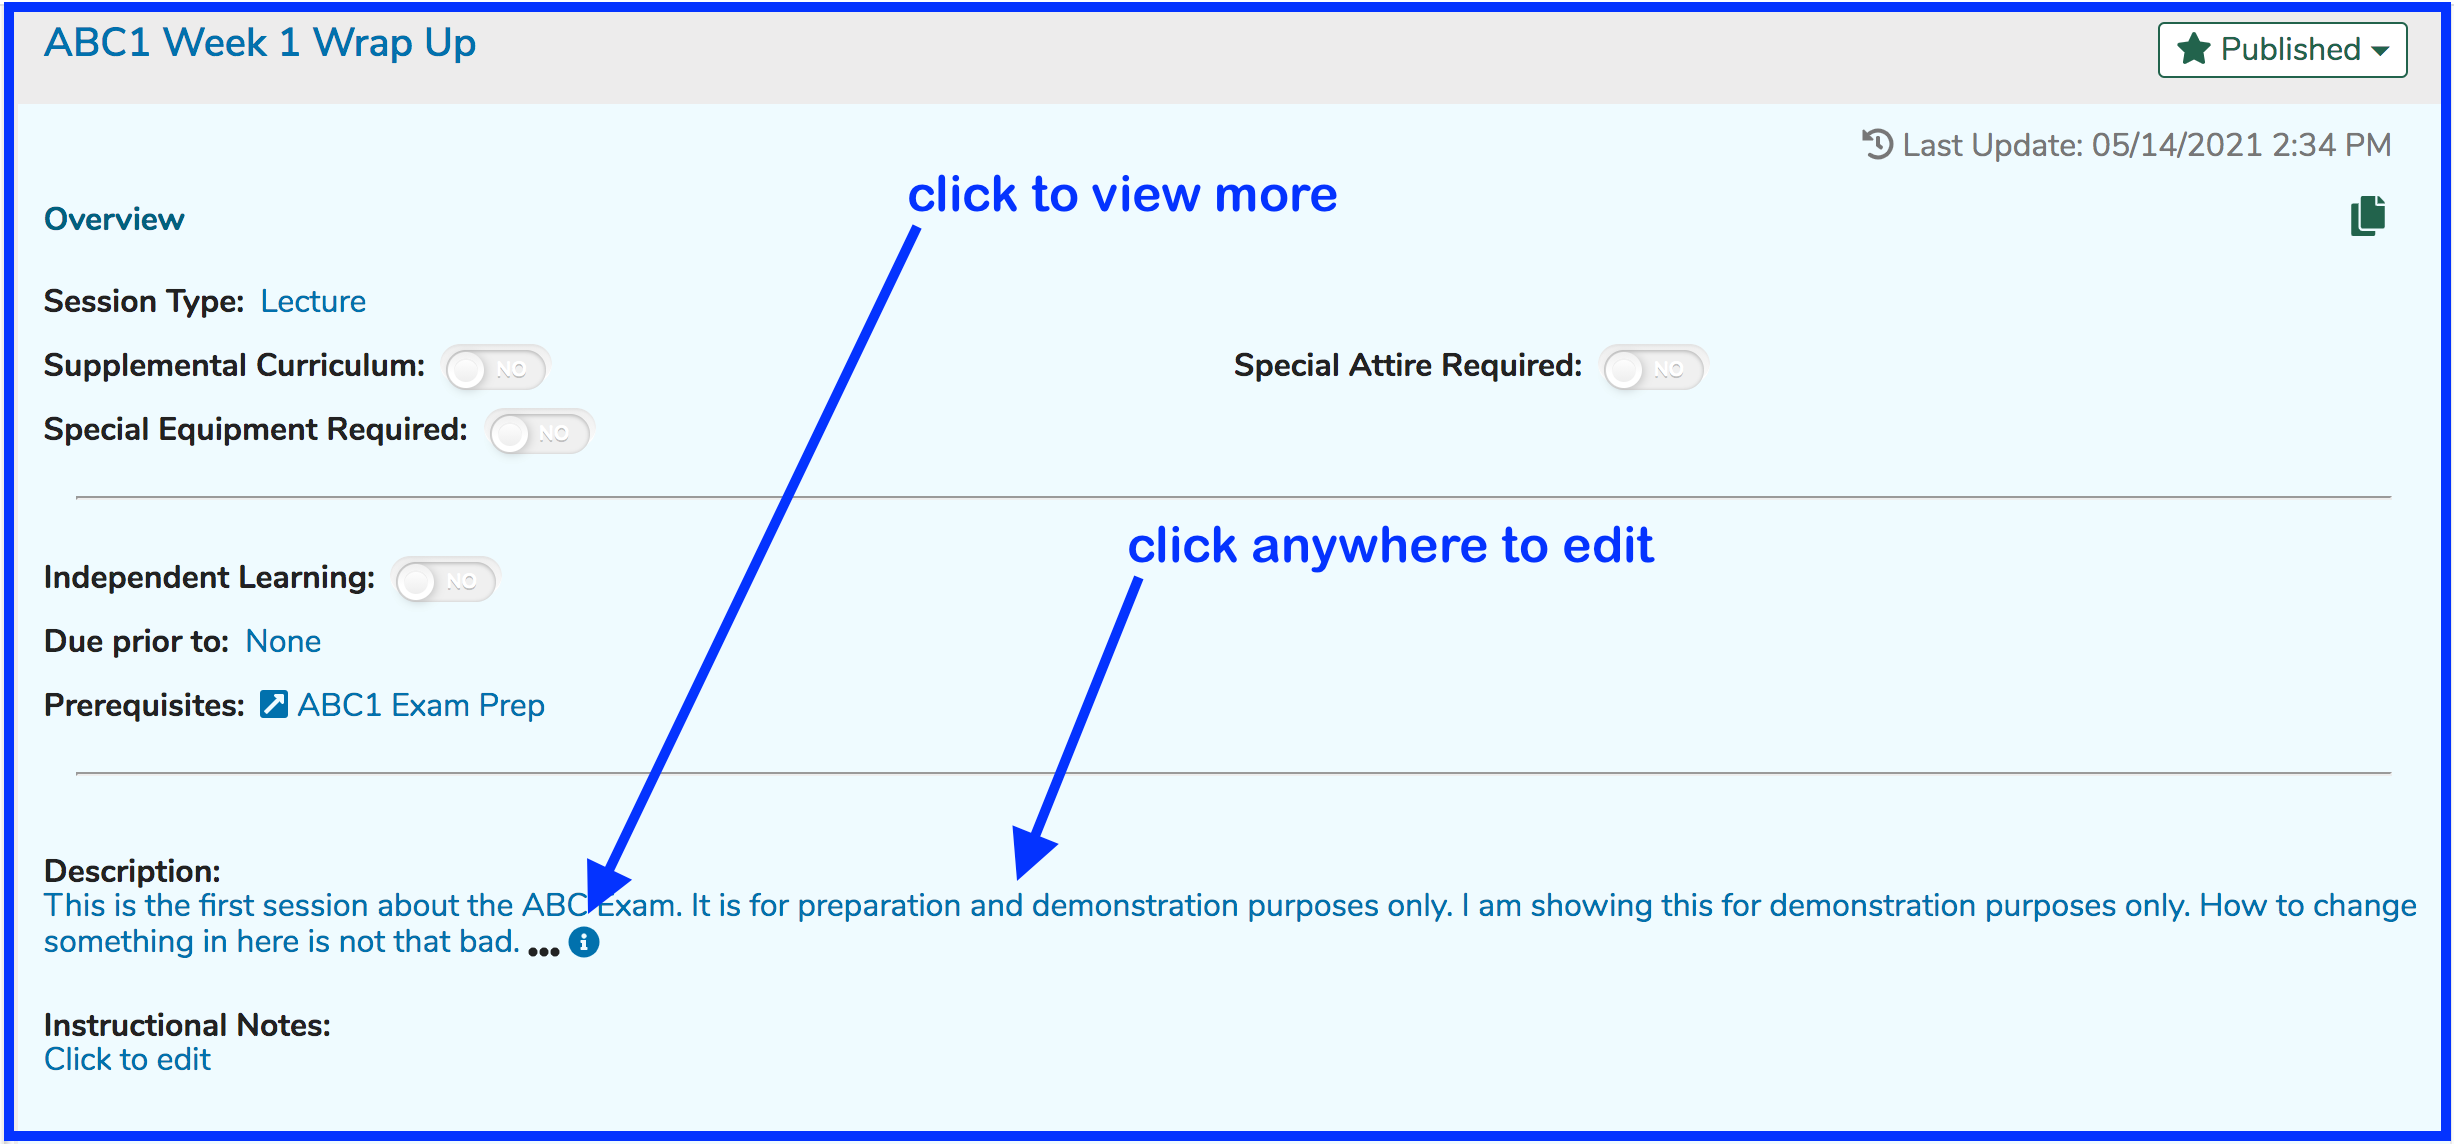 ABC1 Week 1 Wrap Up
Published
Last Update: 05/14/2021 2:34 PM
click to view more
Overview
Session Type: Lecture
Supplemental Curriculum: NO
Special Attire Required: NO
Special Equipment Required: NO
click anywhere to edit
Independent Learning: NO
Due prior to: None
Prerequisites: ABC1 Exam Prep
Description:
This is the first session about the ABC Exam. It is for preparation and demonstration purposes only. I am showing this for demonstration purposes only. How to change
something in here is not that bad. ...
Instructional Notes:
Click to edit